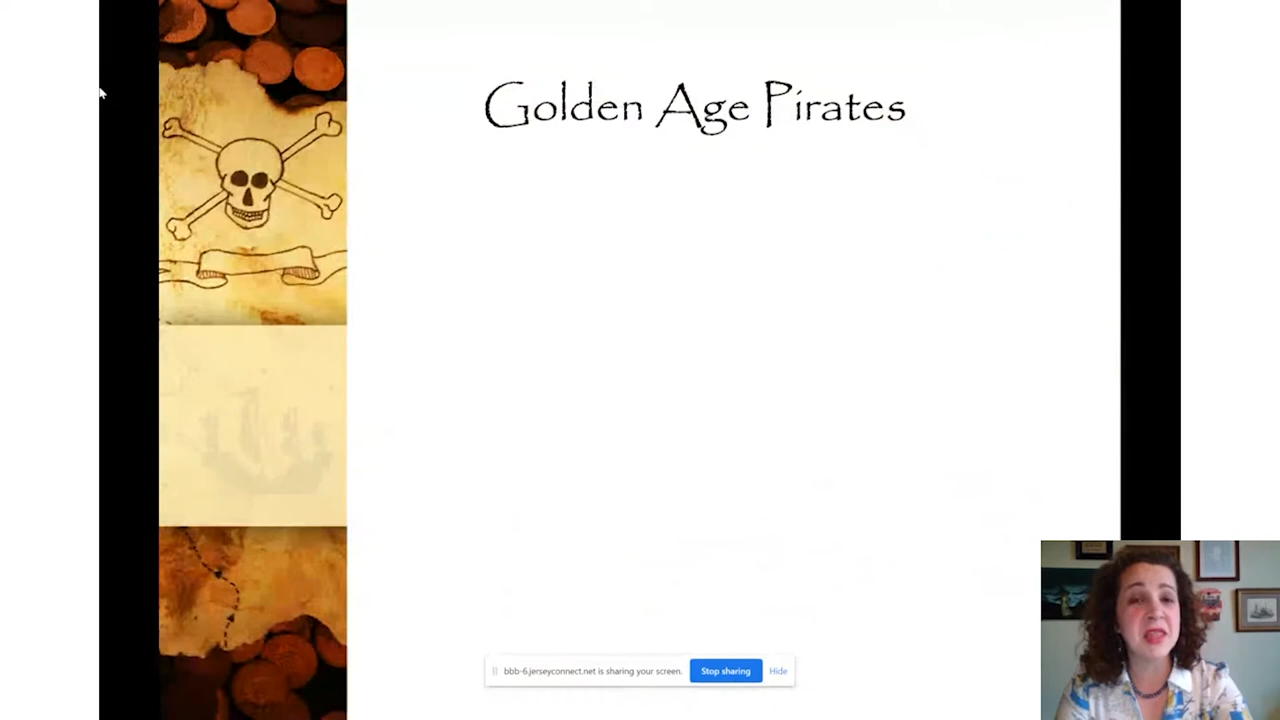 Golden Age Pirates
bbb-6.jerseyconnect.net is sharing your screen. Stop sharing Hide